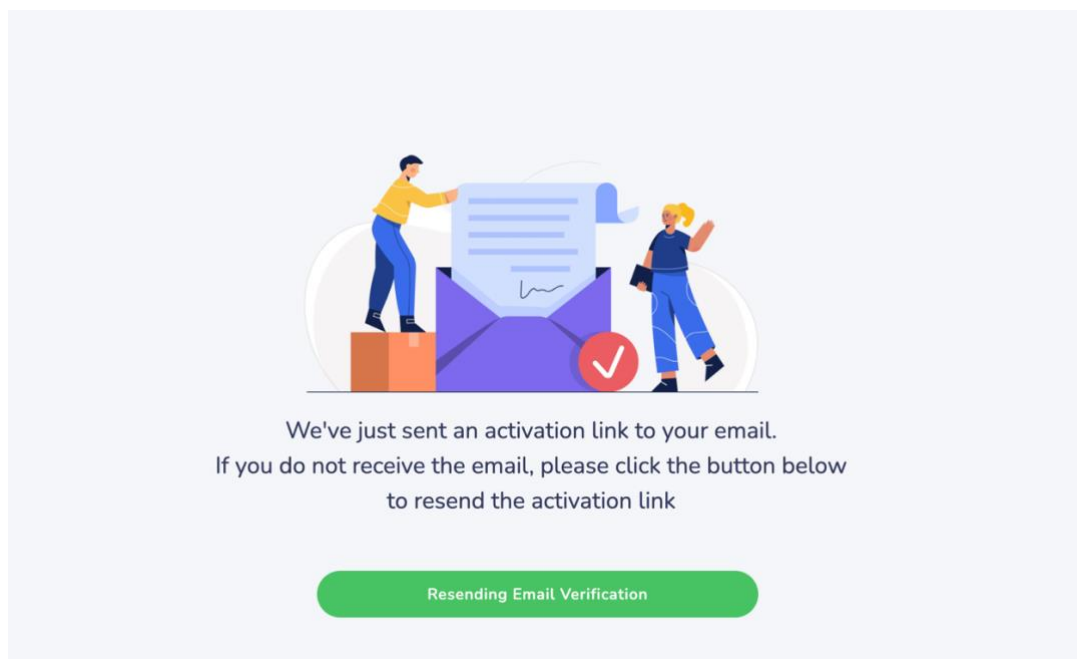 We've just sent an activation link to your email.
If you do not receive the email, please click the button below
to resend the activation link
Resending Email Verification